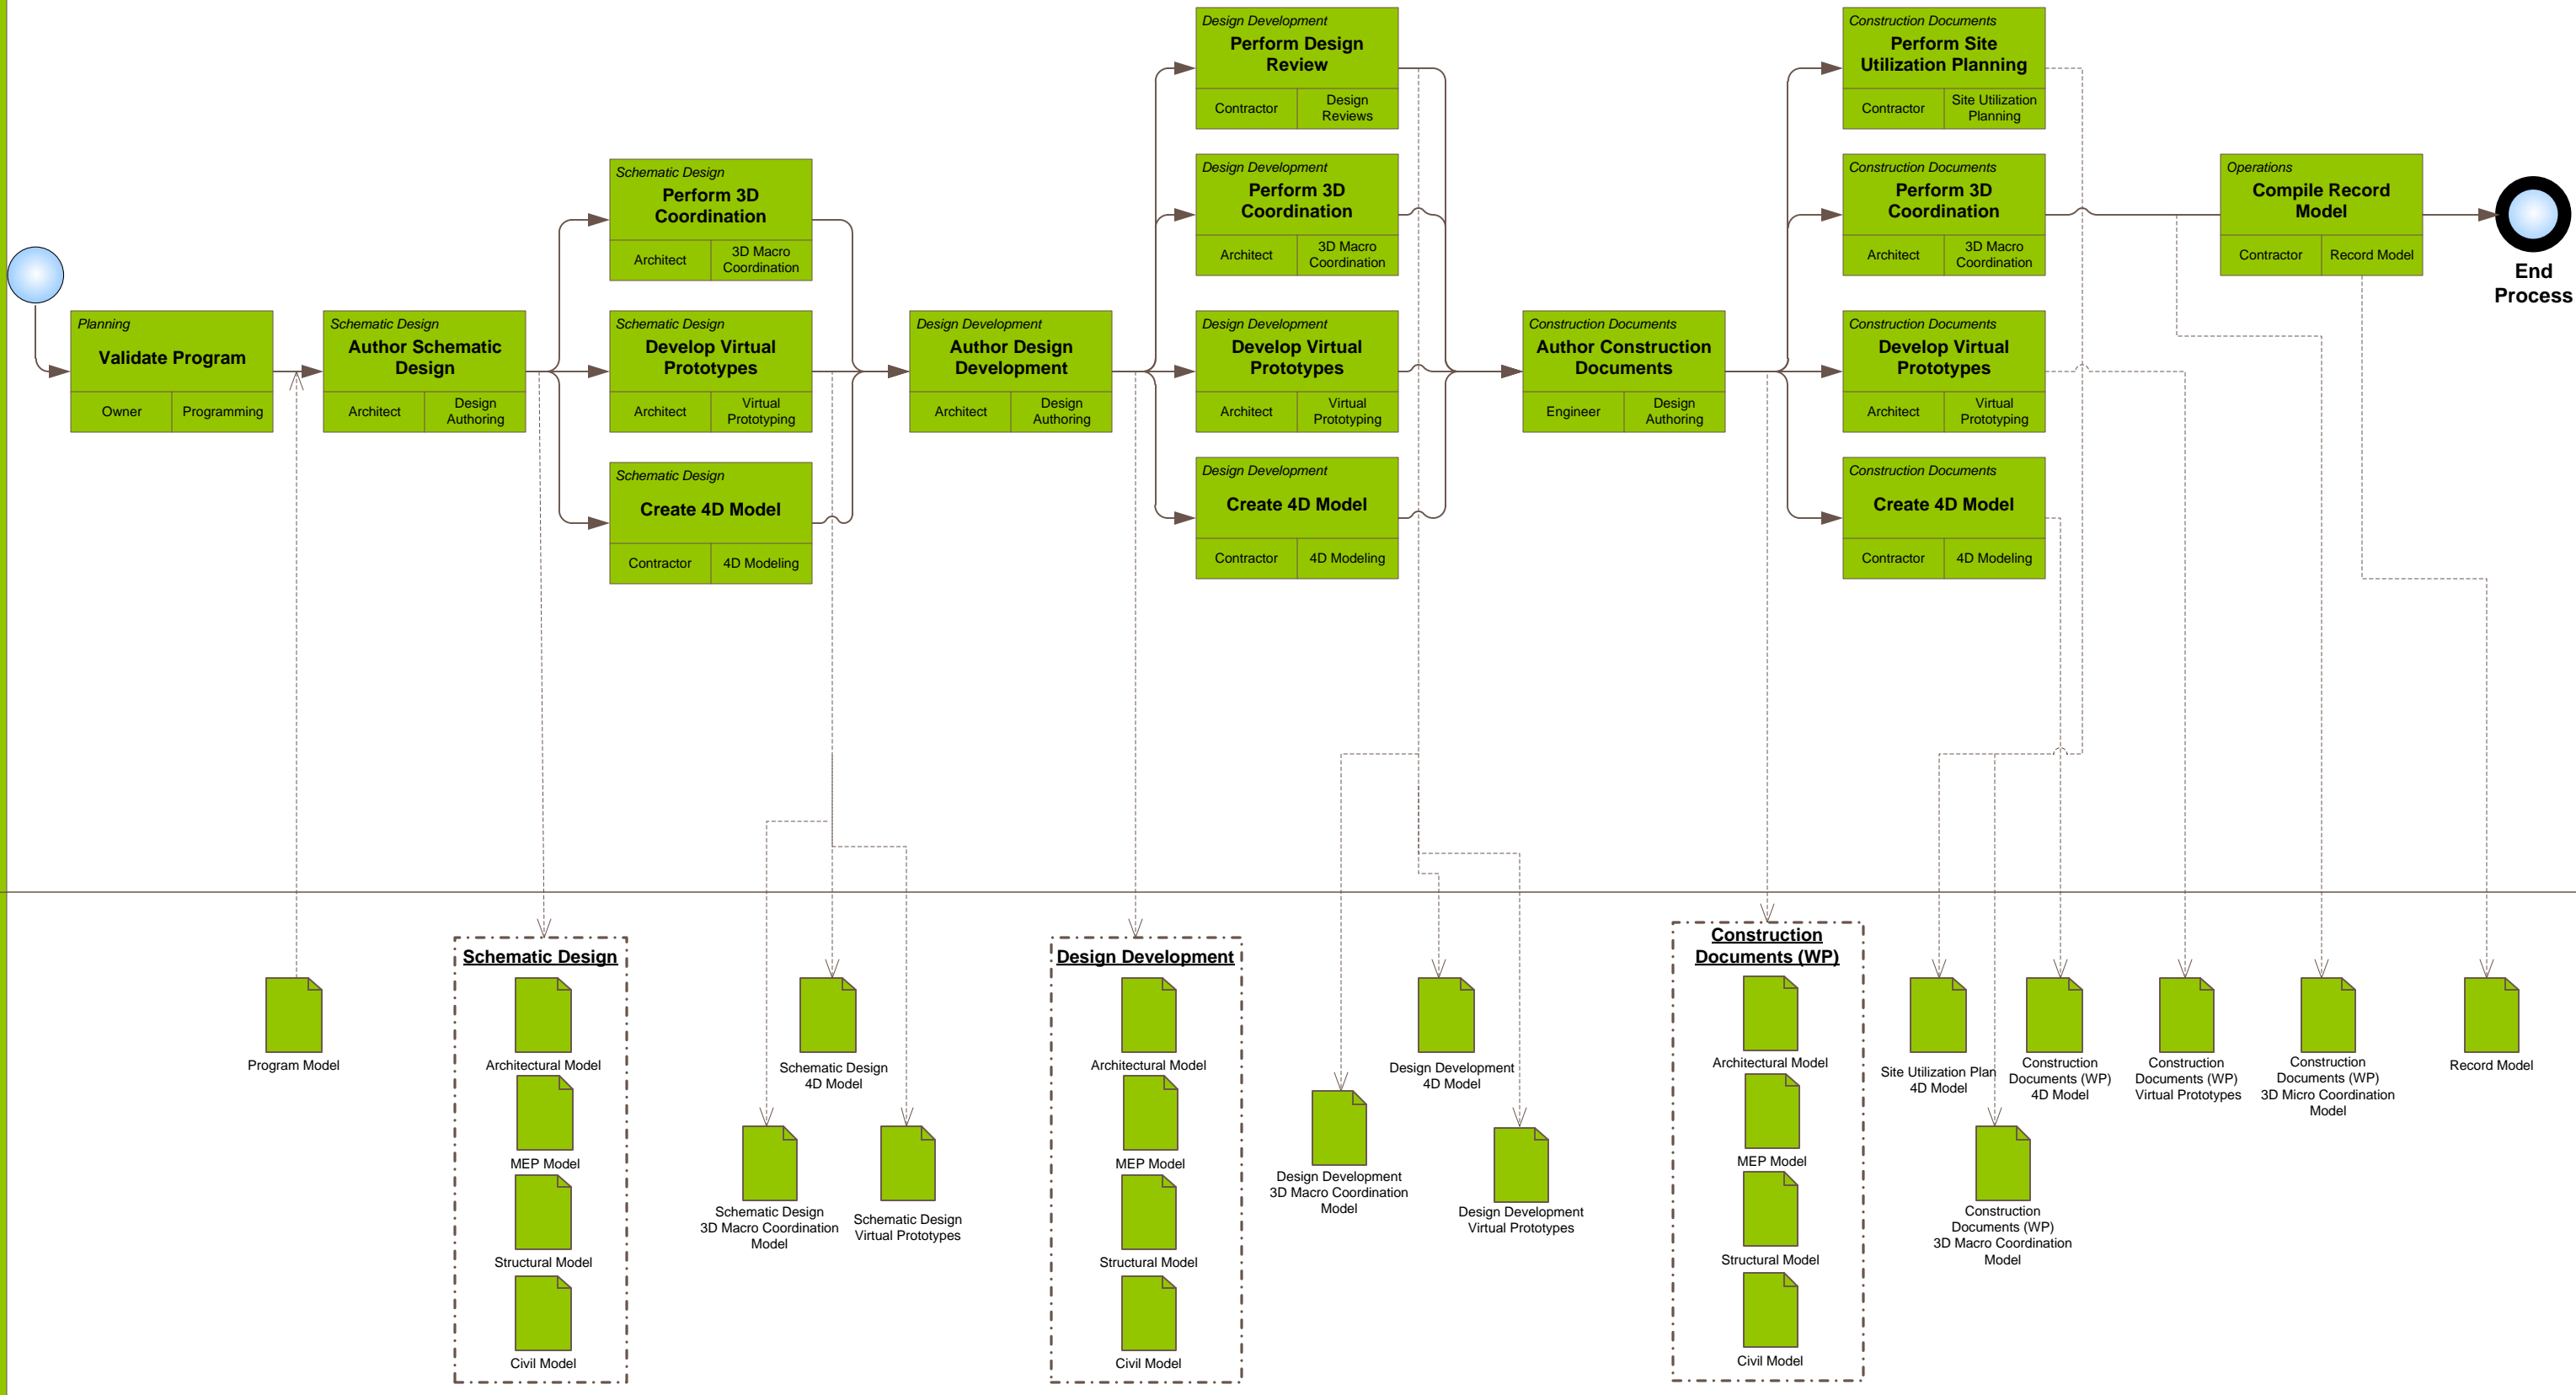 Planning
Validate Program
Owner
Programming
Schematic Design
Author Schematic
Design
Architect
Design
Authoring
Schematic Design
Perform 3D
Coordination
Architect
3D Macro
Coordination
Schematic Design
Develop Virtual
Prototypes
Architect
Virtual
Prototyping
Schematic Design
Create 4D Model
Contractor
4D Modeling
Design Development
Author Design
Development
Architect
Design
Authoring
Design Development
Perform Design
Review
Contractor
Design
Reviews
Design Development
Perform 3D
Coordination
Architect
3D Macro
Coordination
Design Development
Develop Virtual
Prototypes
Architect
Virtual
Prototyping
Design Development
Create 4D Model
Contractor
4D Modeling
Construction Documents
Author Construction
Documents
Engineer
Design
Authoring
Construction Documents
Perform Site
Utilization Planning
Contractor
Site Utilization
Planning
Construction Documents
Perform 3D
Coordination
Architect
3D Macro
Coordination
Construction Documents
Develop Virtual
Prototypes
Architect
Virtual
Prototyping
Construction Documents
Create 4D Model
Contractor
4D Modeling
Operations
Compile Record
Model
Contractor
Record Model
End
Process
Program Model
Schematic Design
Architectural Model
MEP Model
Structural Model
Civil Model
Schematic Design
4D Model
Schematic Design
3D Macro Coordination
Model
Schematic Design
Virtual Prototypes
Design Development
Architectural Model
MEP Model
Structural Model
Civil Model
Design Development
3D Macro Coordination
Model
Design Development
4D Model
Design Development
Virtual Prototypes
Construction
Documents (WP)
Architectural Model
MEP Model
Structural Model
Civil Model
Site Utilization Plan
4D Model
Construction
Documents (WP)
3D Macro Coordination
Model
Construction
Documents (WP)
4D Model
Construction
Documents (WP)
Virtual Prototypes
Construction
Documents (WP)
3D Micro Coordination
Model
Record Model